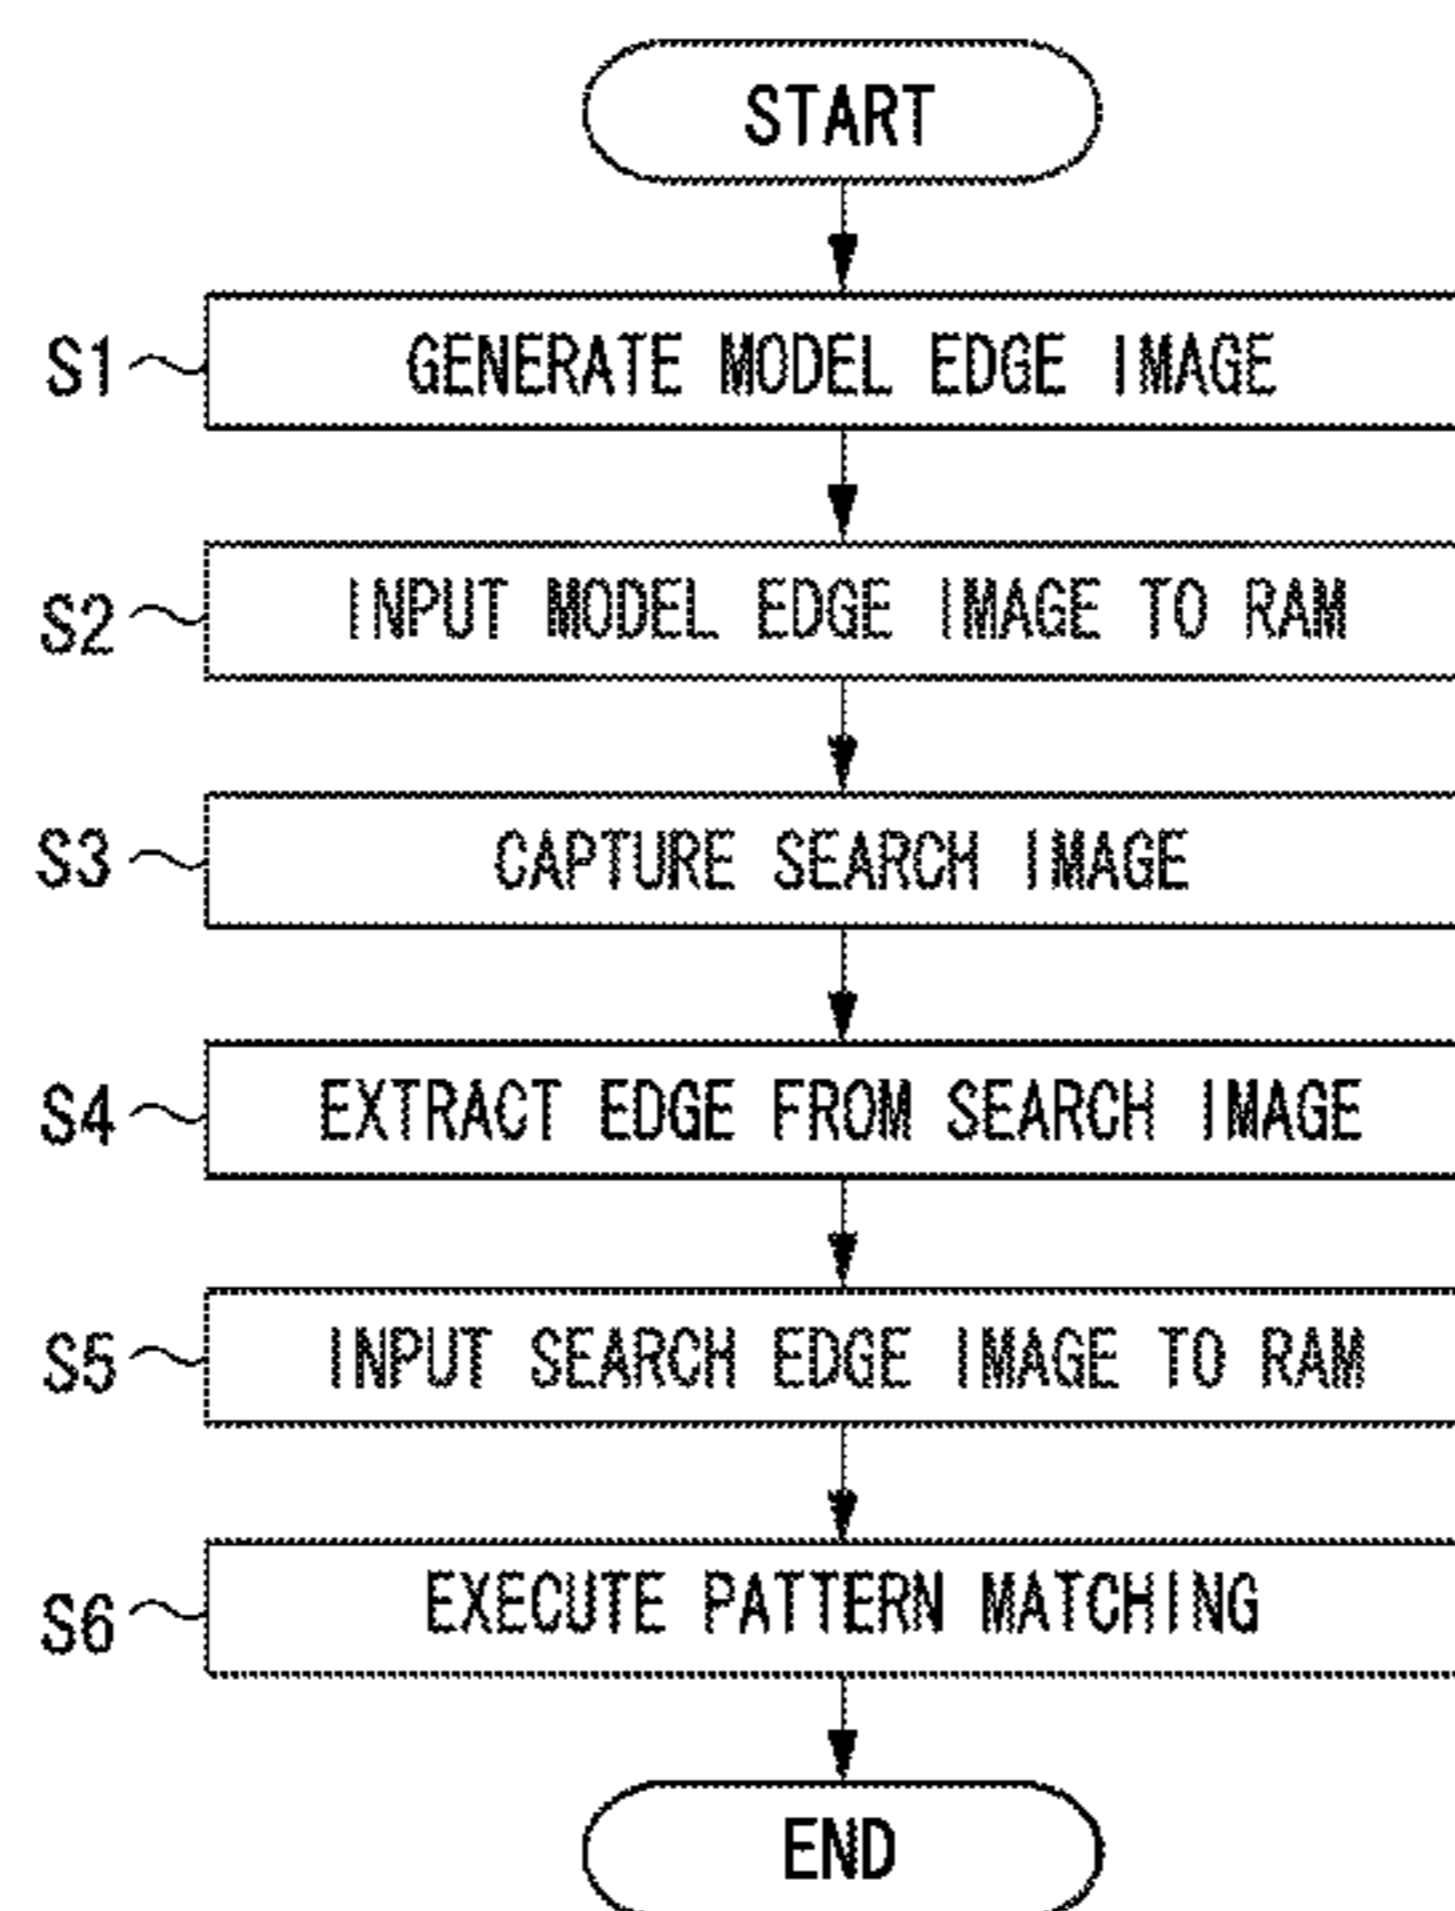 START
S1 GENERATE MODEL EDGE IMAGE
S2 INPUT MODEL EDGE IMAGE TO RAM
S3 CAPTURE SEARCH IMAGE
S4 EXTRACT EDGE FROM SEARCH IMAGE
S5 INPUT SEARCH EDGE IMAGE TO RAM
S6 EXECUTE PATTERN MATCHING
END